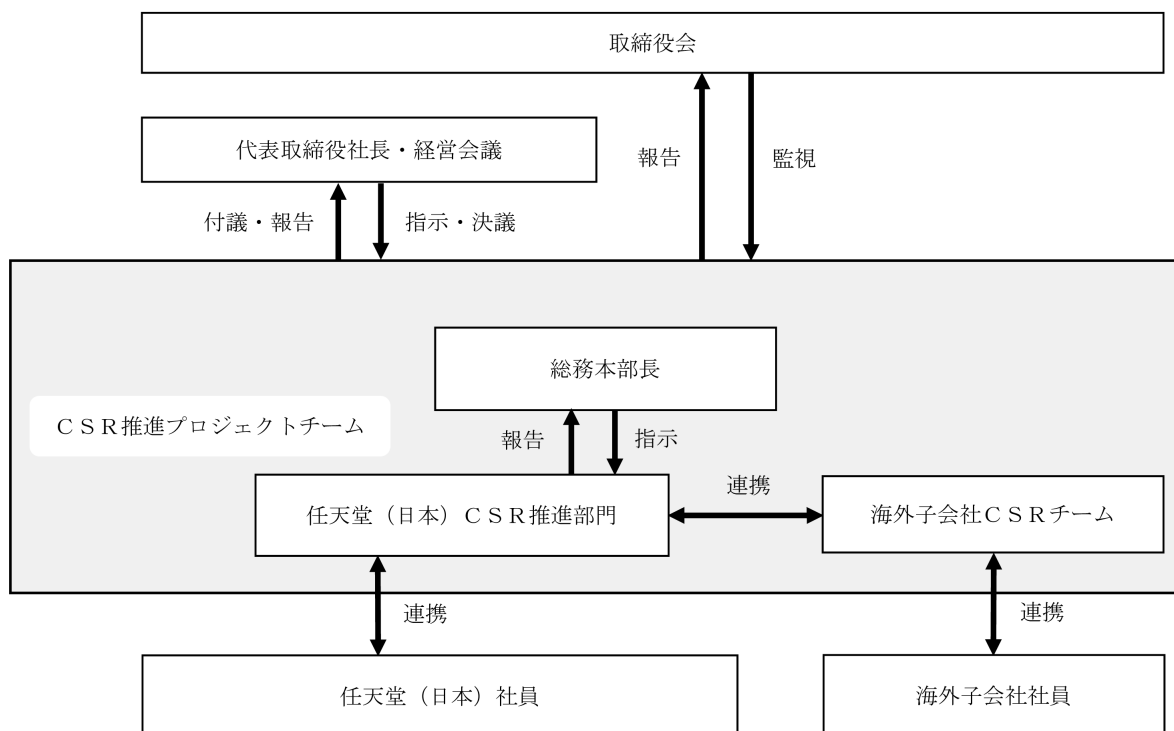 取締役会
代表取締役社長・経営会議
報告
監視
付議・報告
指示・決議
総務本部長
CSR推進プロジェクトチーム
報告
指示
連携
任天堂（日本）CSR推進部門
海外子会社CSRチーム
連携
連携
任天堂（日本）社員
海外子会社社員